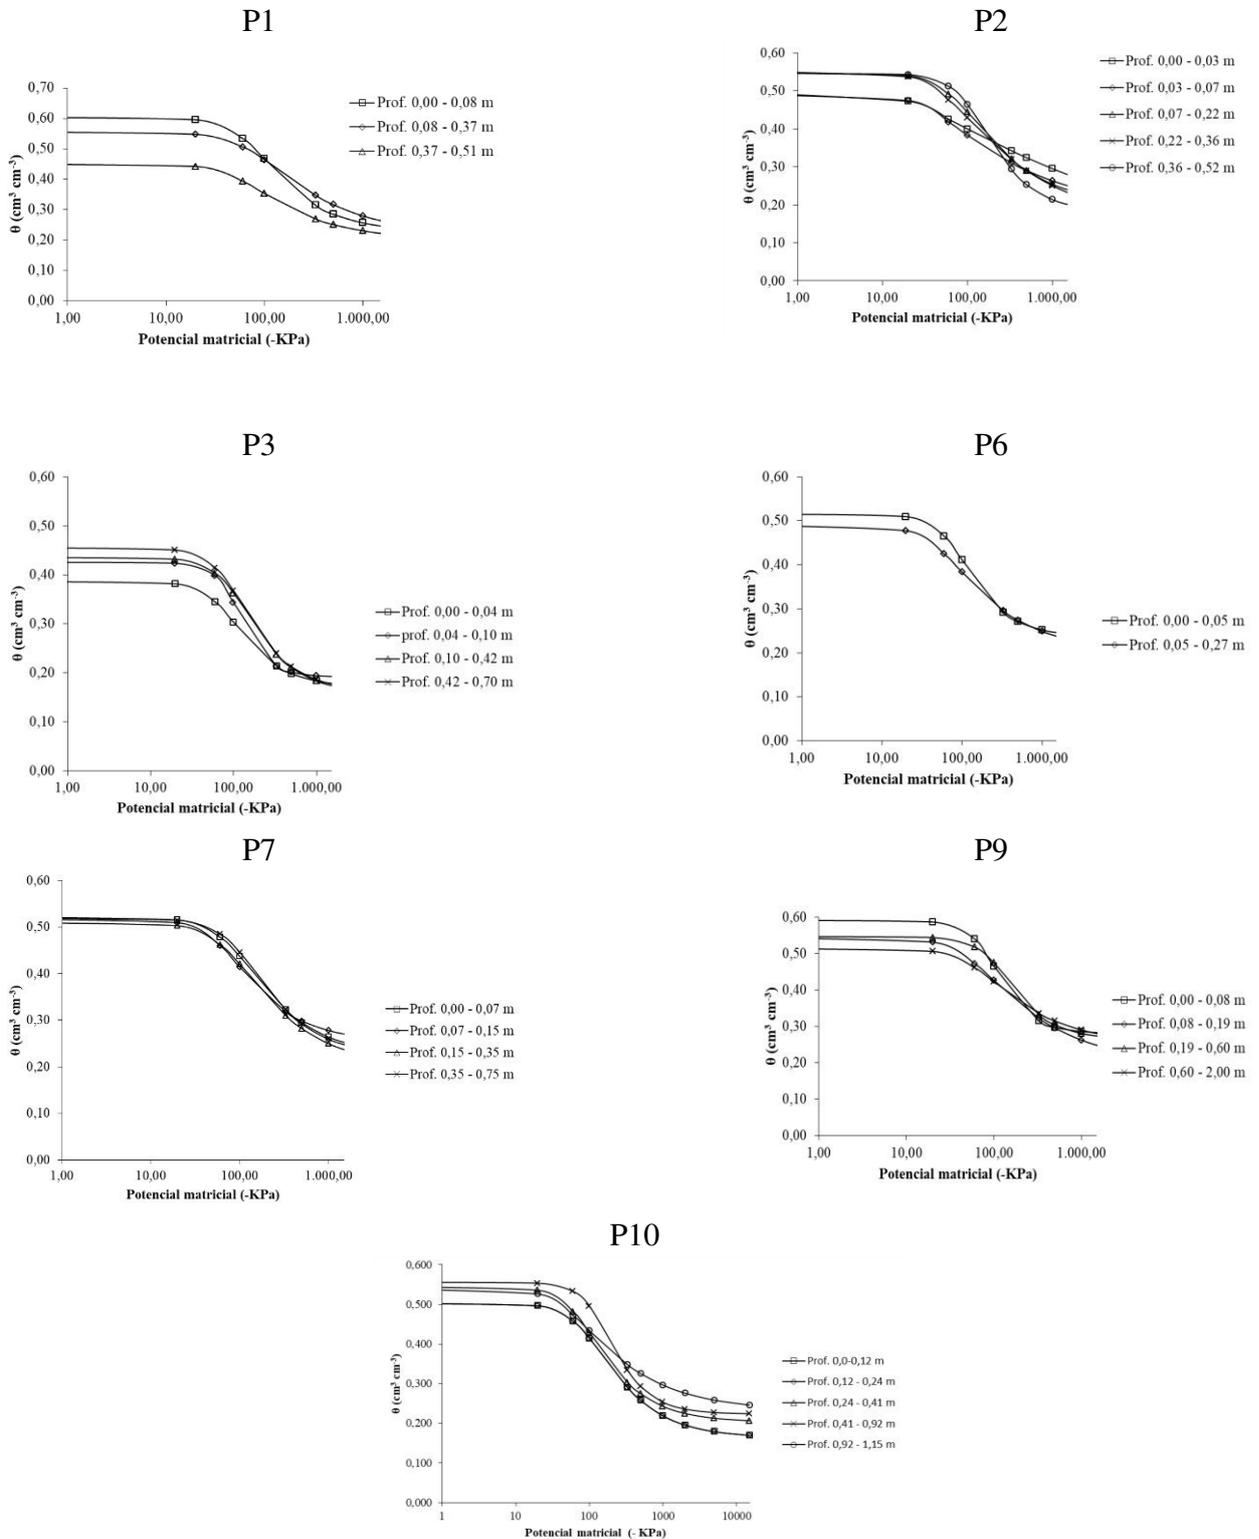 P1
0,70
0,60
0,50
0,40
0,30
0,20
0,10
0,00
θ (cm³ cm⁻³)
1,00 10,00 100,00 1.000,00
Potencial matricial (-KPa)
Prof. 0,00 - 0,08 m
Prof. 0,08 - 0,37 m
Prof. 0,37 - 0,51 m
P2
0,60
0,50
0,40
0,30
0,20
0,10
0,00
θ (cm³ cm⁻³)
1,00 10,00 100,00 1.000,00
Potencial matricial (-KPa)
Prof. 0,00 - 0,03 m
Prof. 0,03 - 0,07 m
Prof. 0,07 - 0,22 m
Prof. 0,22 - 0,36 m
Prof. 0,36 - 0,52 m
P3
0,60
0,50
0,40
0,30
0,20
0,10
0,00
θ (cm³ cm⁻³)
1,00 10,00 100,00 1.000,00
Potencial matricial (-KPa)
Prof. 0,00 - 0,04 m
prof. 0,04 - 0,10 m
Prof. 0,10 - 0,42 m
Prof. 0,42 - 0,70 m
P6
0,60
0,50
0,40
0,30
0,20
0,10
0,00
θ (cm³ cm⁻³)
1,00 10,00 100,00 1.000,00
Potencial matricial (-KPa)
Prof. 0,00 - 0,05 m
Prof. 0,05 - 0,27 m
P7
0,60
0,50
0,40
0,30
0,20
0,10
0,00
θ (cm³ cm⁻³)
1,00 10,00 100,00 1.000,00
Potencial matricial (-KPa)
Prof. 0,00 - 0,07 m
Prof. 0,07 - 0,15 m
Prof. 0,15 - 0,35 m
Prof. 0,35 - 0,75 m
P9
0,60
0,50
0,40
0,30
0,20
0,10
0,00
θ (cm³ cm⁻³)
1,00 10,00 100,00 1.000,00
Potencial matricial (-KPa)
Prof. 0,00 - 0,08 m
Prof. 0,08 - 0,19 m
Prof. 0,19 - 0,60 m
Prof. 0,60 - 2,00 m
P10
0,600
0,500
0,400
0,300
0,200
0,100
0,000
θ (cm³ cm⁻³)
1 10 100 1000 10000
Potencial matricial (- KPa)
Prof. 0,0-0,12 m
Prof. 0,12 - 0,24 m
Prof. 0,24 - 0,41 m
Prof. 0,41 - 0,92 m
Prof. 0,92 - 1,15 m